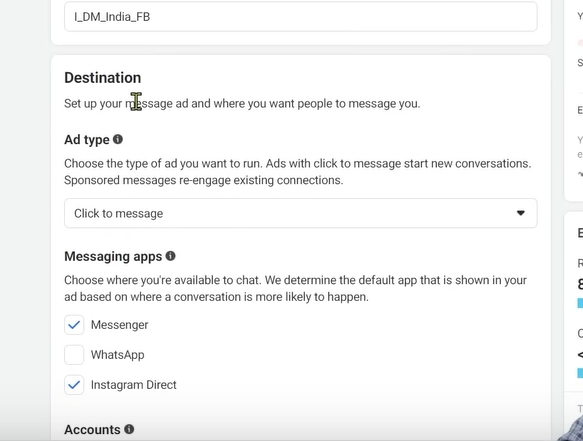 I_DM_India_FB
Destination
Set up your message ad and where you want people to message you.
Ad type
Choose the type of ad you want to run. Ads with click to message start new conversations.
Sponsored messages re-engage existing connections.
Click to message
Messaging apps
Choose where you're available to chat. We determine the default app that is shown in your
ad based on where a conversation is more likely to happen.
Messenger
WhatsApp
Instagram Direct
Accounts